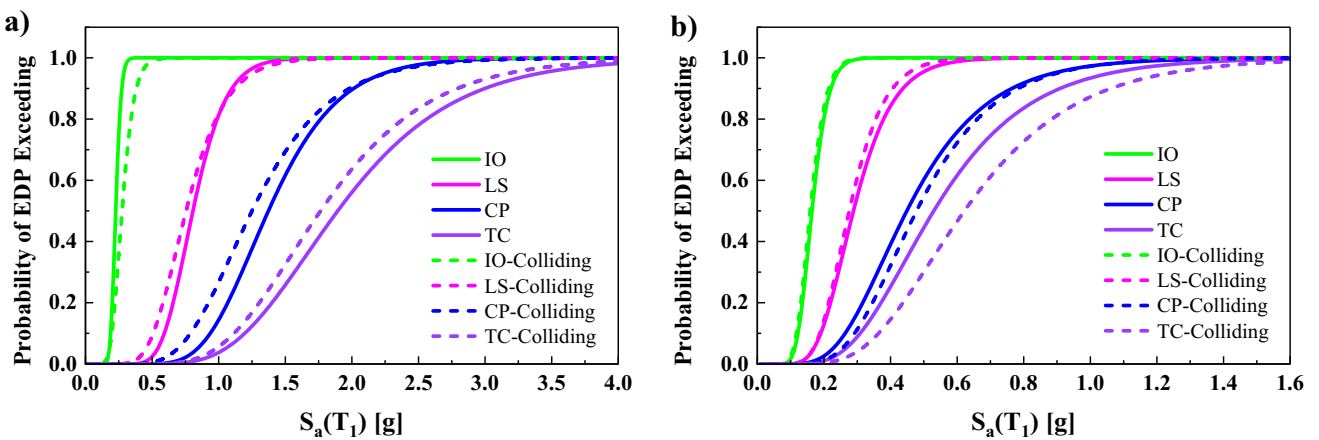 a)
Probability of EDP Exceeding
1.0
0.8
0.6
0.4
0.2
0.0
0.0 0.5 1.0 1.5 2.0 2.5 3.0 3.5 4.0
Sa(T1) [g]
IO
LS
CP
TC
IO-Colliding
LS-Colliding
CP-Colliding
TC-Colliding
b)
Probability of EDP Exceeding
1.0
0.8
0.6
0.4
0.2
0.0
0.0 0.2 0.4 0.6 0.8 1.0 1.2 1.4 1.6
Sa(T1) [g]
IO
LS
CP
TC
IO-Colliding
LS-Colliding
CP-Colliding
TC-Colliding